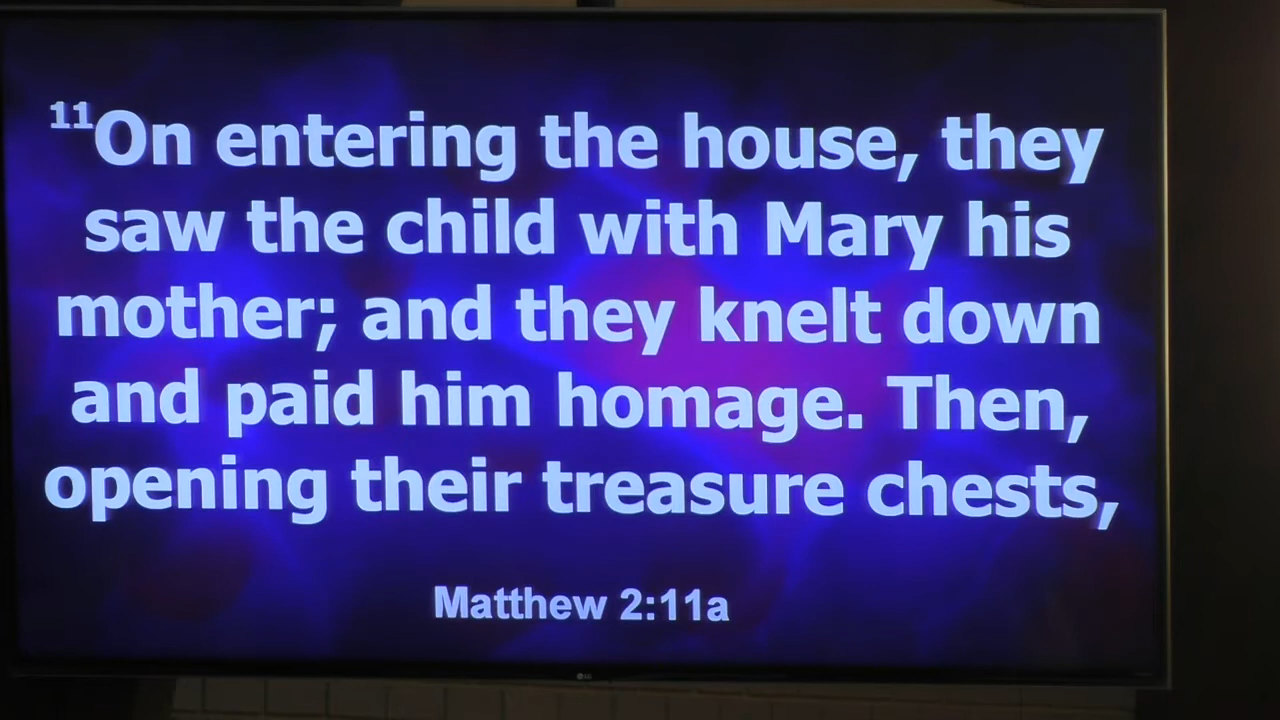 ¹¹On entering the house, they
saw the child with Mary his
mother; and they knelt down
and paid him homage. Then,
opening their treasure chests,
Matthew 2:11a
LG